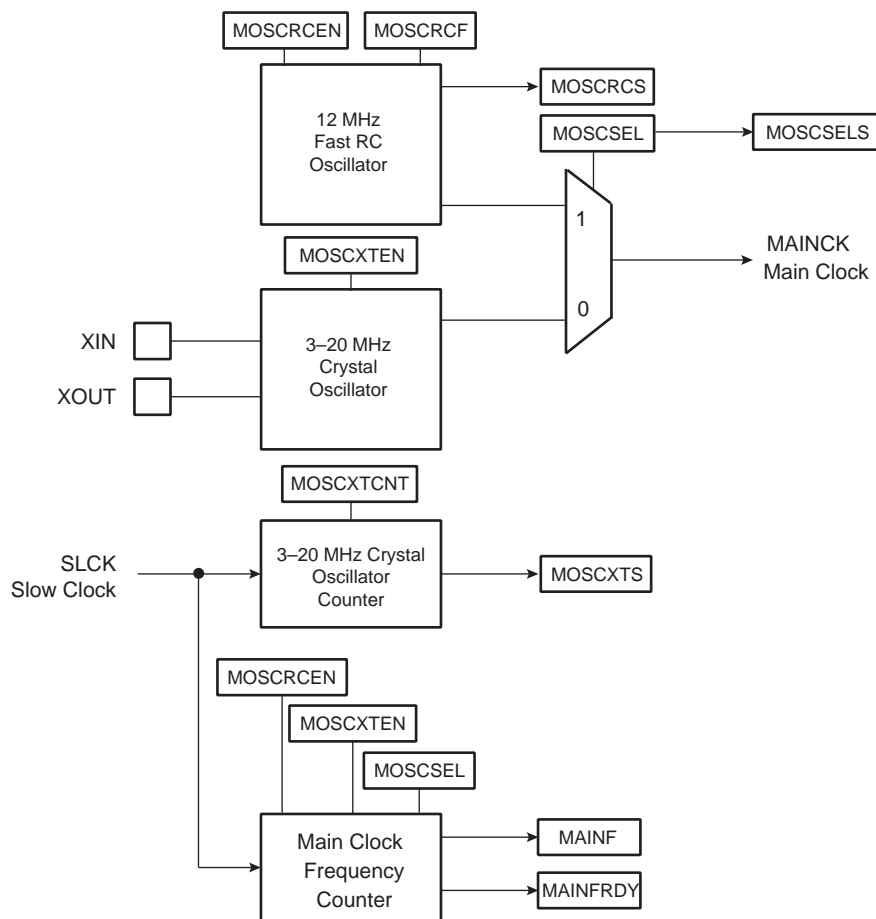 MOSCRCEN
MOSCRCF
12 MHz
Fast RC
Oscillator
MOSCRCS
MOSCSEL
MOSCSELS
1
0
MAINCK
Main Clock
MOSCXTEN
XIN
XOUT
3–20 MHz
Crystal
Oscillator
MOSCXTCNT
SLCK
Slow Clock
3–20 MHz Crystal
Oscillator
Counter
MOSCXTS
MOSCRCEN
MOSCXTEN
MOSCSEL
Main Clock
Frequency
Counter
MAINF
MAINFRDY